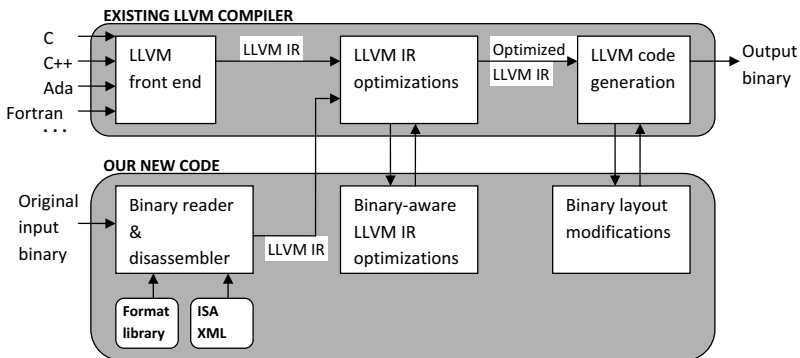 EXISTING LLVM COMPILER
C
C++
Ada
Fortran
. . .
LLVM
front end
LLVM IR
LLVM IR
optimizations
Optimized
LLVM IR
LLVM code
generation
Output
binary
OUR NEW CODE
Original
input
binary
Binary reader
&
disassembler
LLVM IR
Binary-aware
LLVM IR
optimizations
Binary layout
modifications
Format
library
ISA
XML